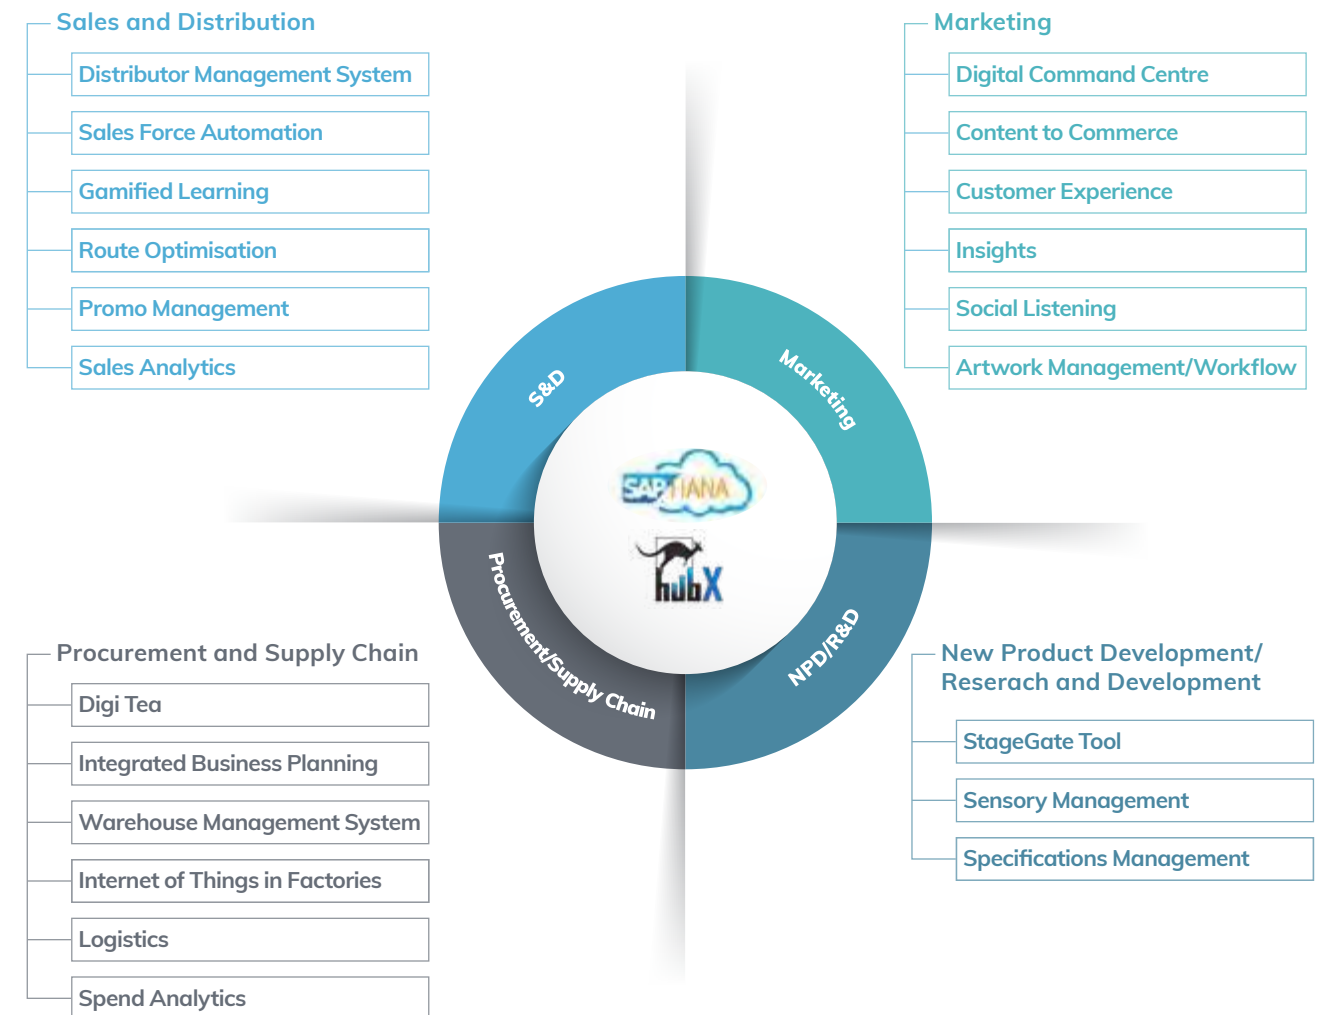 Sales and Distribution
Distributor Management System
Sales Force Automation
Gamified Learning
Route Optimisation
Promo Management
Sales Analytics
Marketing
Digital Command Centre
Content to Commerce
Customer Experience
Insights
Social Listening
Artwork Management/Workflow
S&D
Marketing
SAP HANA
hubX
Procurement/Supply Chain
NPD/R&D
Procurement and Supply Chain
Digi Tea
Integrated Business Planning
Warehouse Management System
Internet of Things in Factories
Logistics
Spend Analytics
New Product Development/
Reserach and Development
StageGate Tool
Sensory Management
Specifications Management